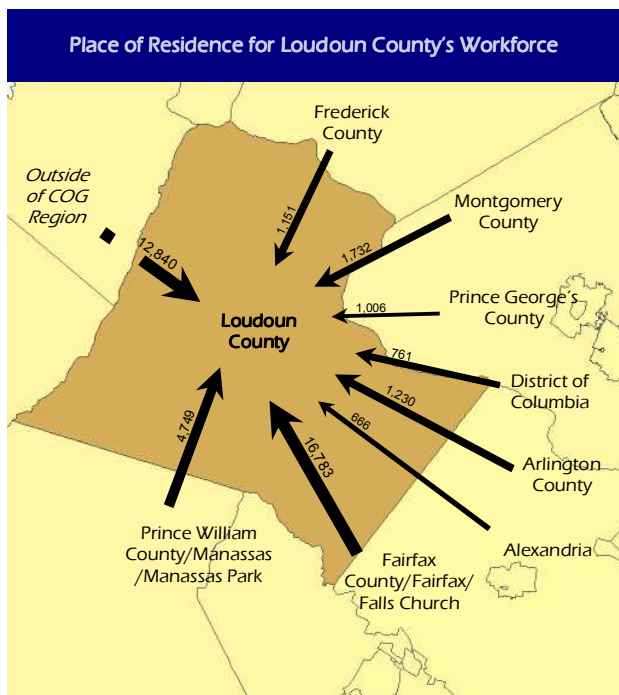 Place of Residence for Loudoun County's Workforce
Frederick
County
Outside
of COG
Region
1,151
Montgomery
County
12,840
1,732
Prince George's
County
1,006
Loudoun
County
761
District of
Columbia
1,230
4,749
666
16,783
Arlington
County
Prince William
County/Manassas
/Manassas Park
Fairfax
County/Fairfax/
Falls Church
Alexandria